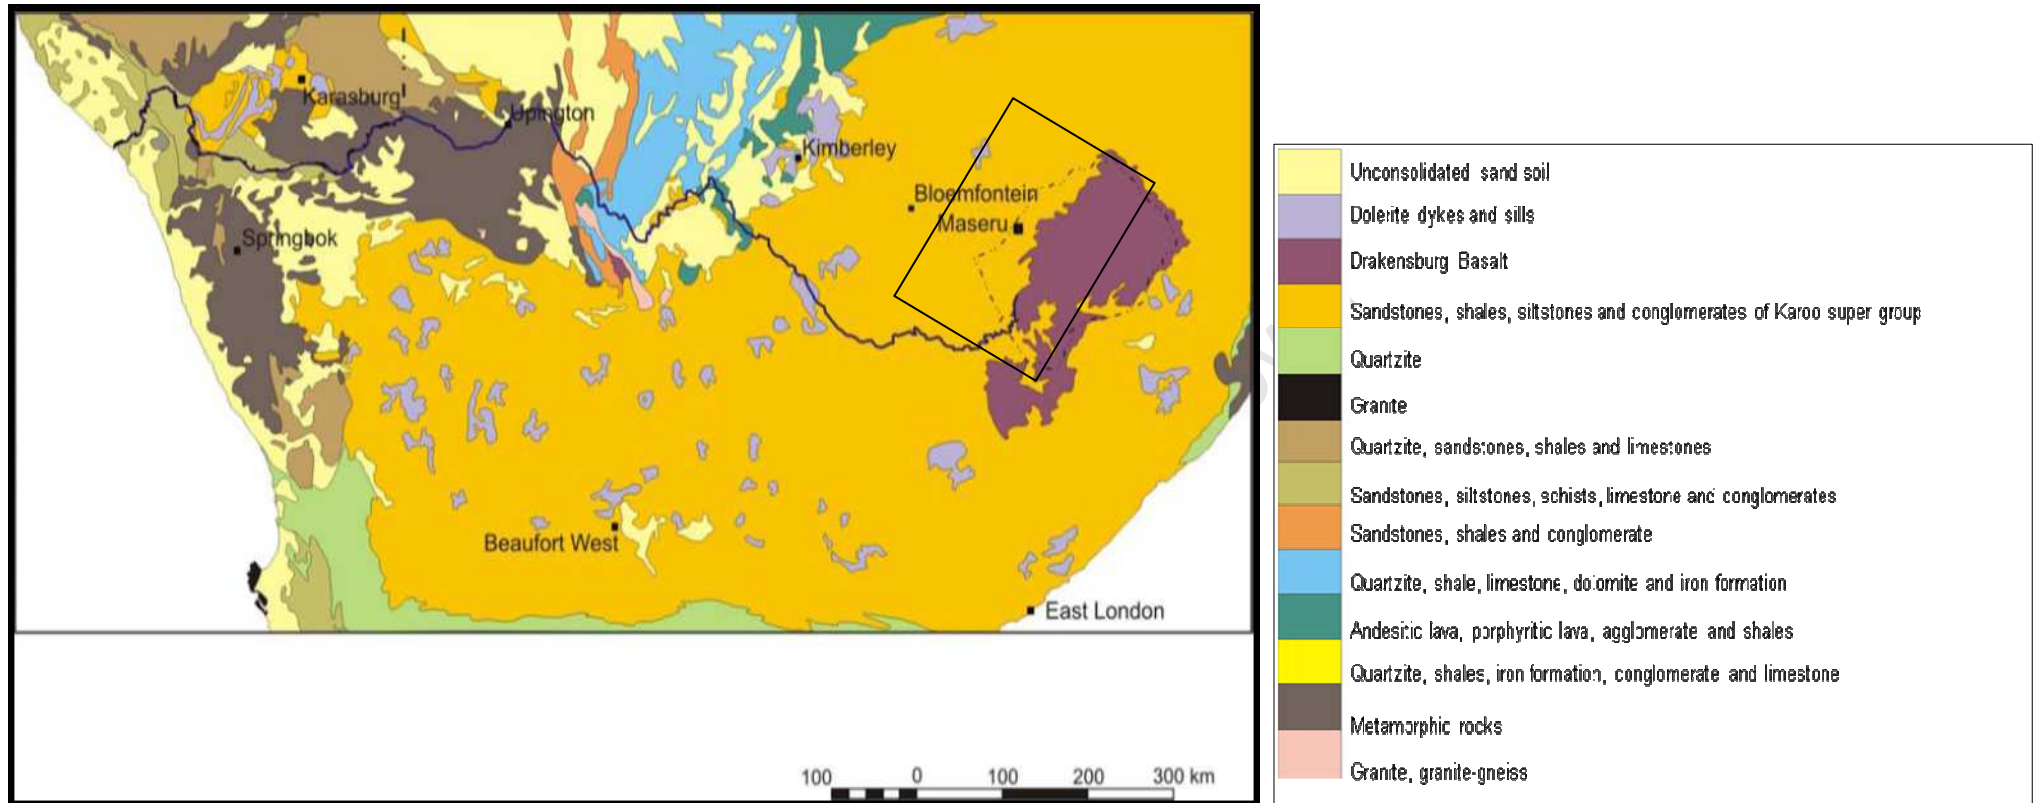 Karasburg
Upington
Kimberley
Bloemfontein
Maseru
Springbok
Beaufort West
East London
100 0 100 200 300 km
Unconsolidated sand soil
Dolerite dykes and sills
Drakensburg Basalt
Sandstones, shales, siltstones and conglomerates of Karoo super group
Quartzite
Granite
Quartzite, sandstones, shales and limestones
Sandstones, siltstones, schists, limestone and conglomerates
Sandstones, shales and conglomerate
Quartzite, shale, limestone, dolomite and iron formation
Andesitic lava, porphyritic lava, agglomerate and shales
Quartzite, shales, iron formation, conglomerate and limestone
Metamorphic rocks
Granite, granite-gneiss